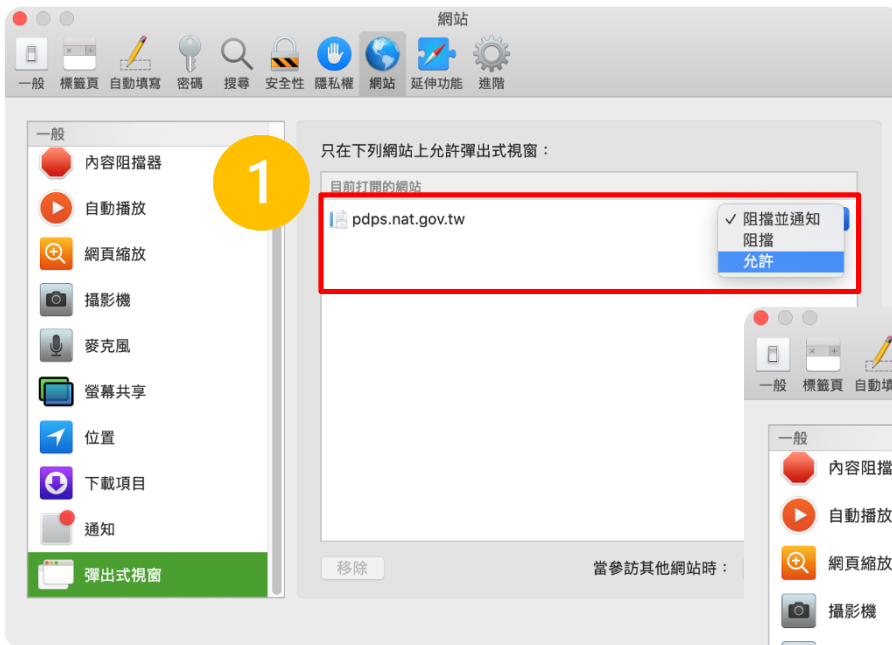 網站
一般 標籤頁 自動填寫 密碼 搜尋 安全性 隱私權 網站 延伸功能 進階
一般
內容阻擋器
自動播放
網頁縮放
攝影機
麥克風
螢幕共享
位置
下載項目
通知
彈出式視窗
1
只在下列網站上允許彈出式視窗：
目前打開的網站
pdps.nat.gov.tw
✓ 阻擋並通知
阻擋
允許
移除
當參訪其他網站時：
一般 標籤頁 自動填
一般
內容阻擋
自動播放
網頁縮放
攝影機